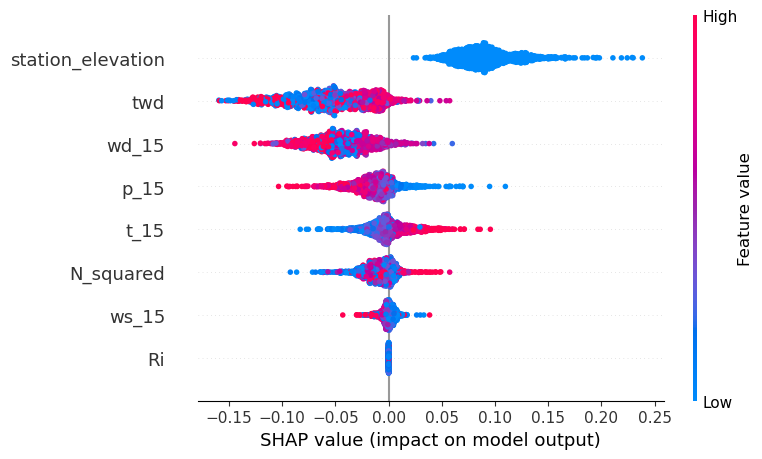 High
station_elevation
twd
wd_15
p_15
t_15
N_squared
ws_15
Ri
Feature value
Low
−0.15 −0.10 −0.05 0.00 0.05 0.10 0.15 0.20 0.25
SHAP value (impact on model output)